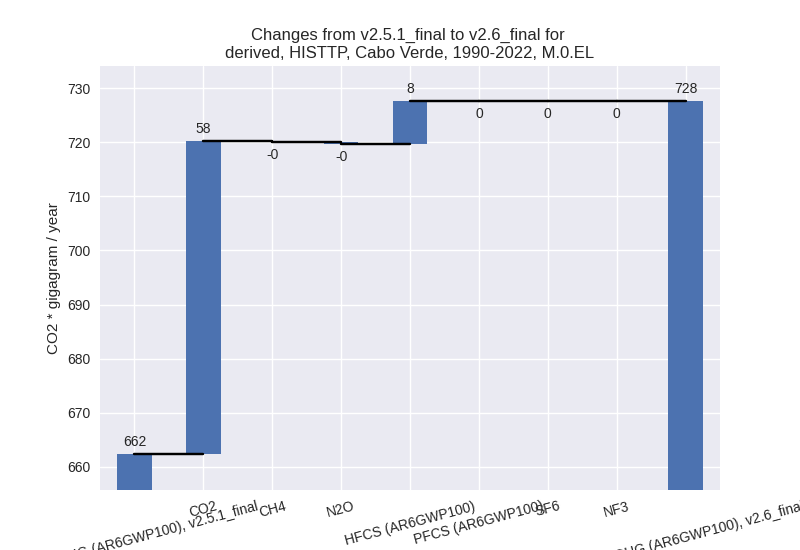 Changes from v2.5.1_final to v2.6_final for
derived, HISTTP, Cabo Verde, 1990-2022, M.0.EL
CO2 * gigagram / year
730
720
710
700
690
680
670
660
662
58
-0
-0
8
0
0
0
728
(AR6GWP100), v2.5.1_final
CO2
CH4
N2O
HFCS (AR6GWP100)
PFCS (AR6GWP100)
SF6
NF3
(AR6GWP100), v2.6_final